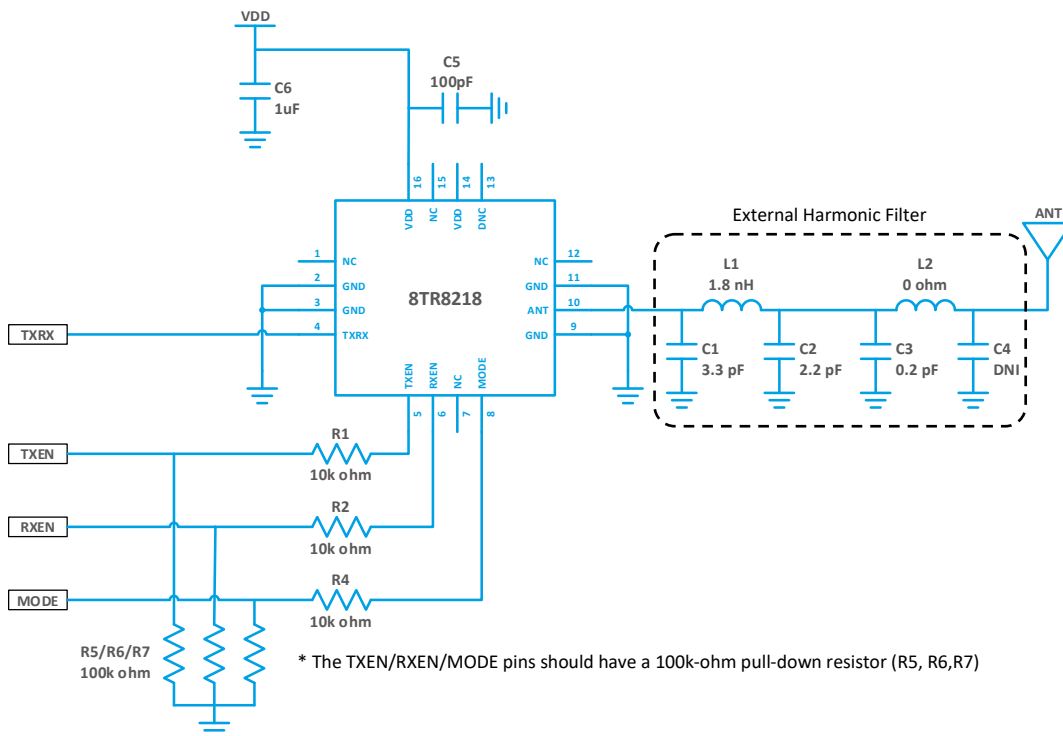 VDD
C6
1uF
C5
100pF
16
15
14
13
VDD
NC
VDD
DNC
1
NC
2
GND
3
GND
4
TXRX
8TR8218
12
NC
11
GND
10
ANT
9
GND
TXEN
RXEN
NC
MODE
5
6
7
8
TXRX
TXEN
RXEN
MODE
R1
10k ohm
R2
10k ohm
R4
10k ohm
R5/R6/R7
100k ohm
External Harmonic Filter
ANT
L1
1.8 nH
L2
0 ohm
C1
3.3 pF
C2
2.2 pF
C3
0.2 pF
C4
DNI
* The TXEN/RXEN/MODE pins should have a 100k-ohm pull-down resistor (R5, R6,R7)